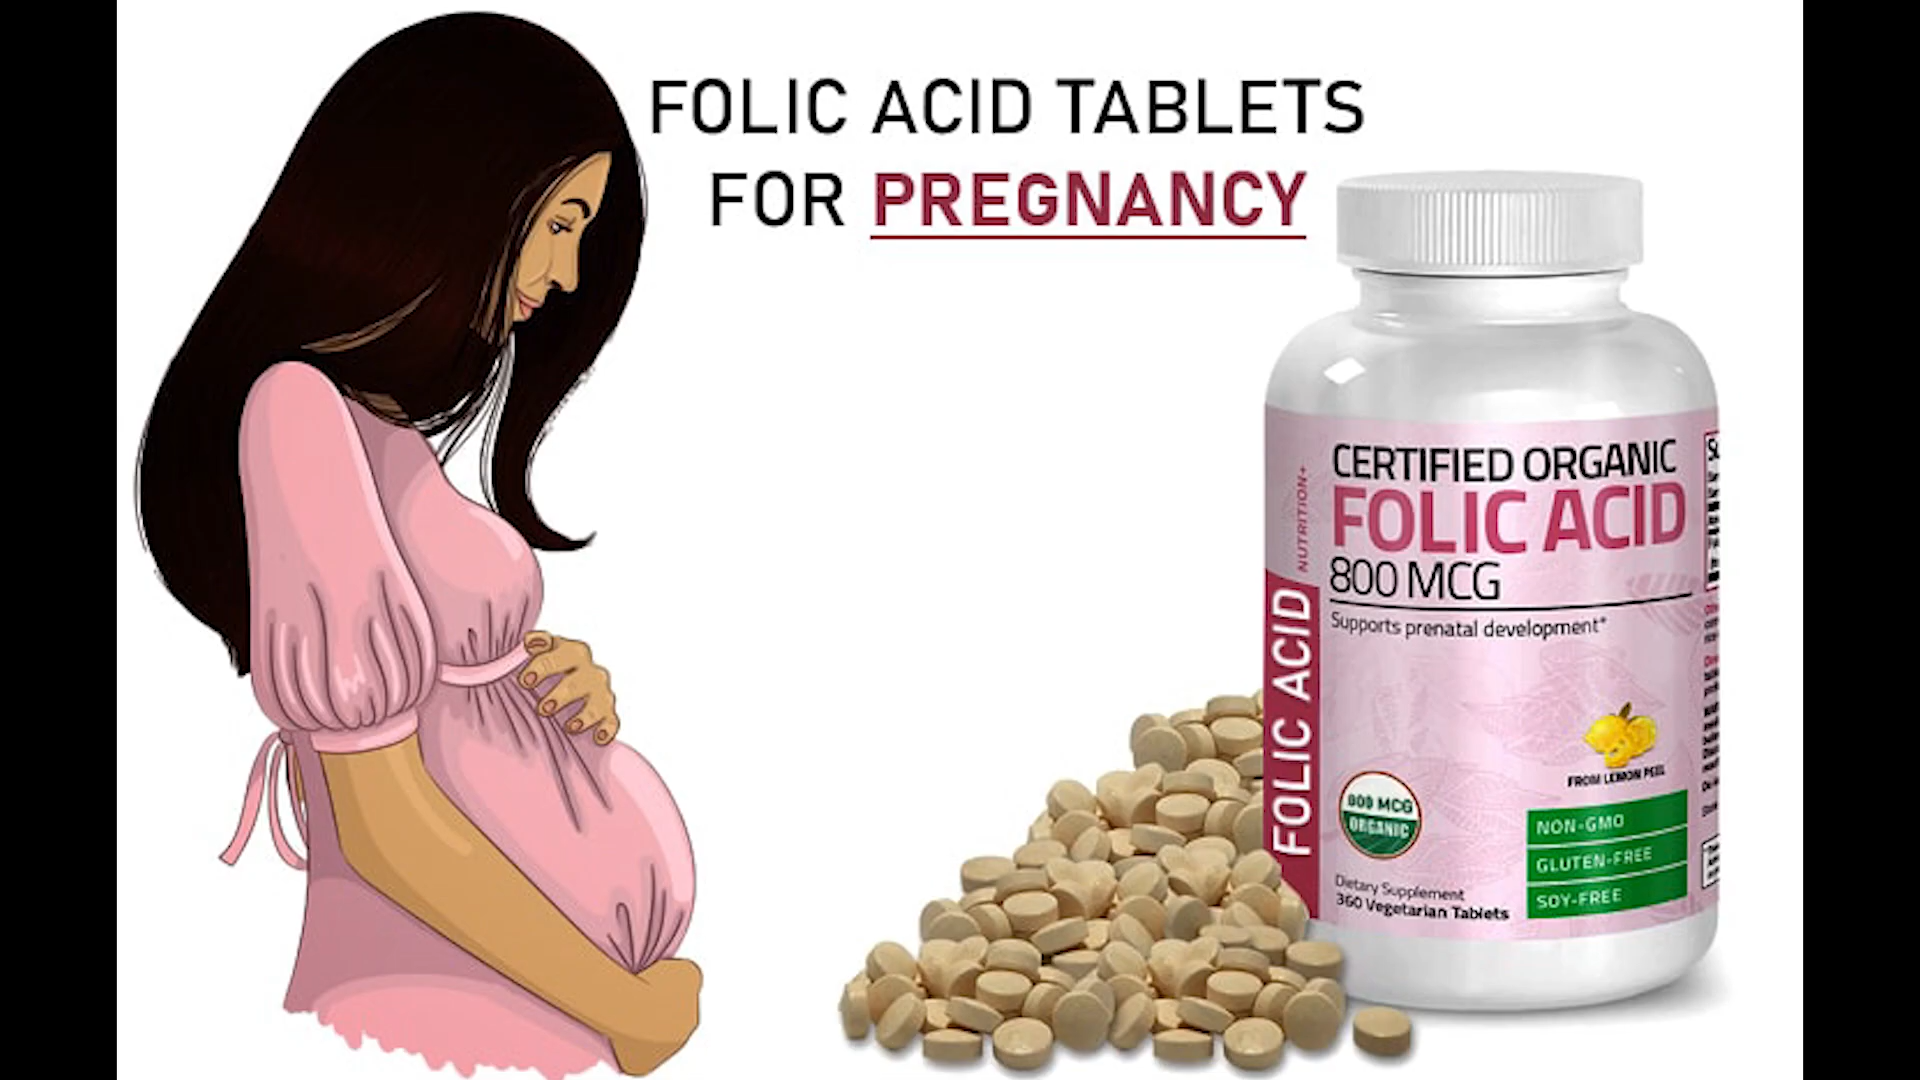 FOLIC ACID TABLETS
FOR PREGNANCY
CERTIFIED ORGANIC
FOLIC ACID
800 MCG
Supports prenatal development*
NUTRITION+
FOLIC ACID
FROM LEMON PEEL
800 MCG
ORGANIC
NON-GMO
GLUTEN-FREE
SOY-FREE
Dietary Supplement
360 Vegetarian Tablets